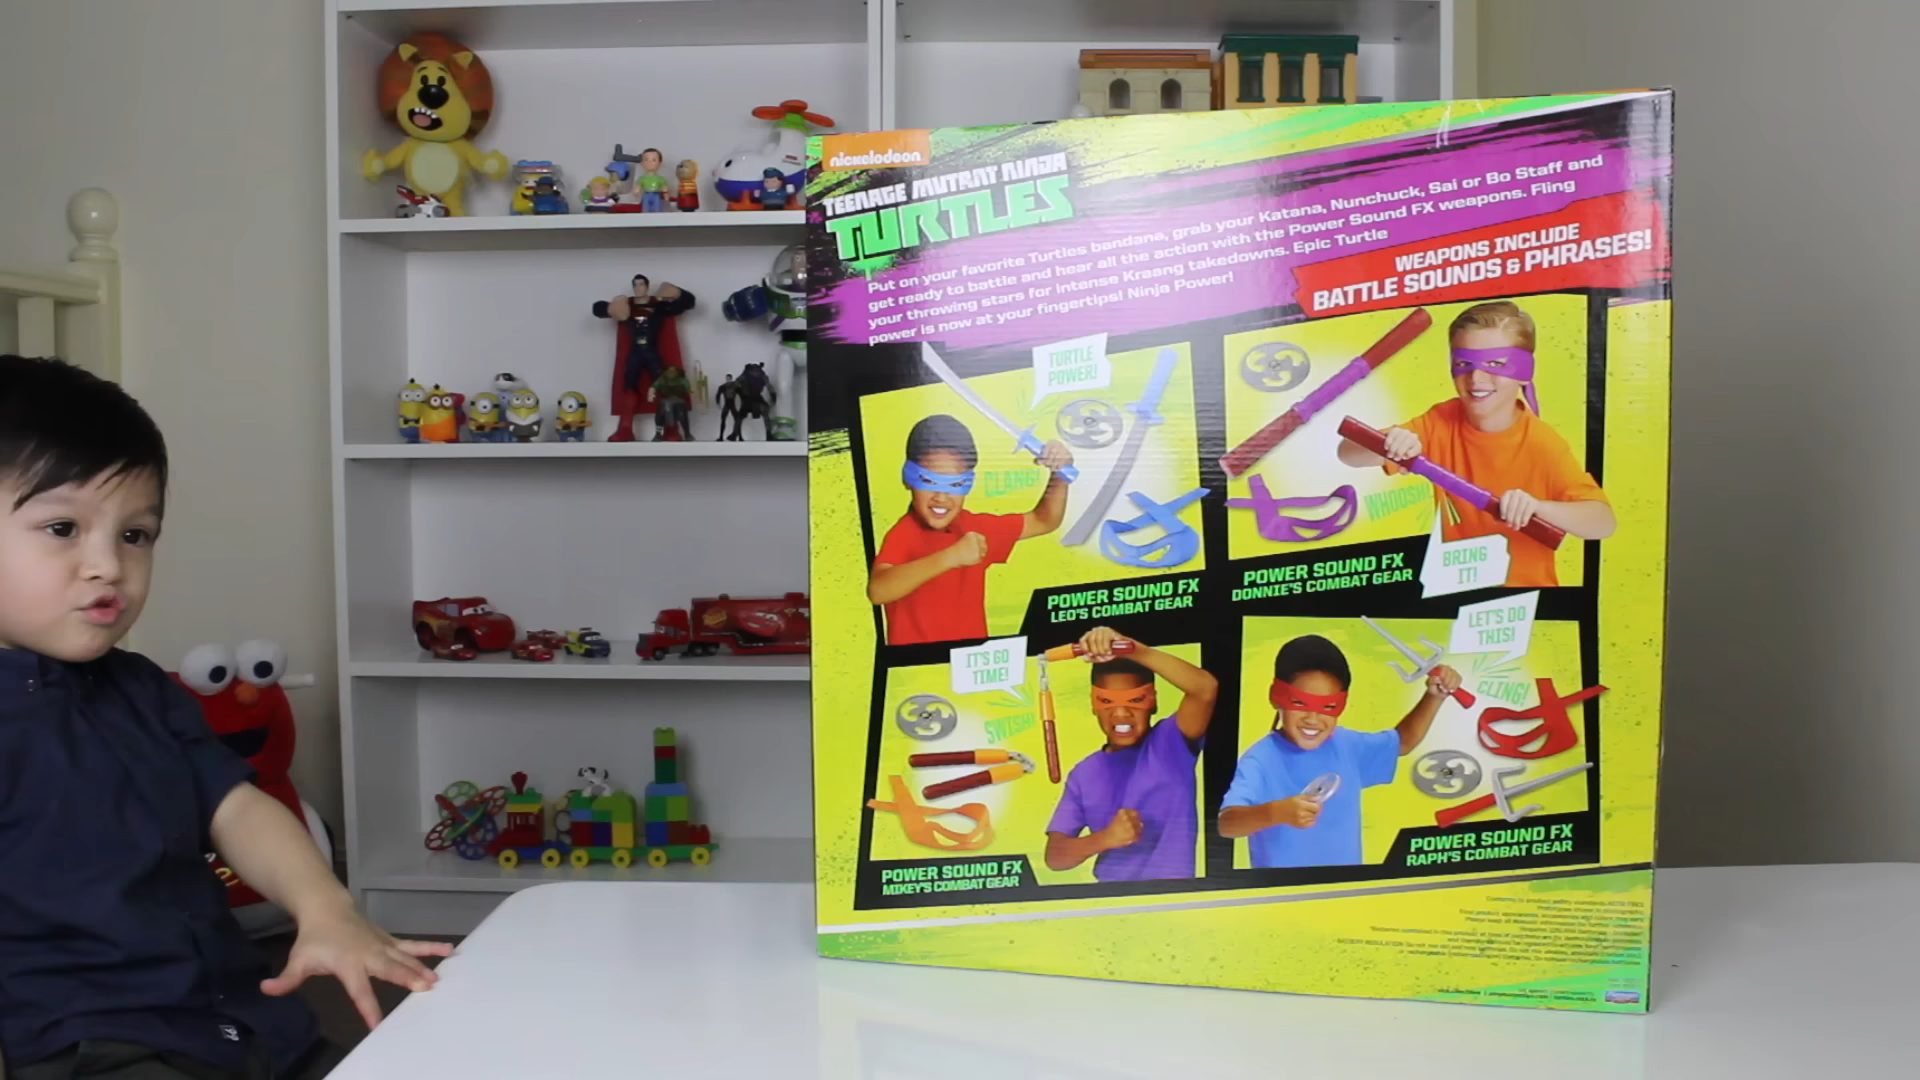 nickelodeon
TEENAGE MUTANT NINJA
TURTLES
Put on your favorite Turtles bandana, grab your Katana, Nunchuck, Sai or Bo Staff and
get ready to battle and hear all the action with the Power Sound FX weapons. Fling
your throwing stars for intense Kraang takedowns. Epic Turtle
power is now at your fingertips! Ninja Power!
WEAPONS INCLUDE
BATTLE SOUNDS & PHRASES!
TURTLE
POWER!
CLANG!
POWER SOUND FX
LEO'S COMBAT GEAR
WHOOSH!
BRING
IT!
POWER SOUND FX
DONNIE'S COMBAT GEAR
IT'S GO
TIME!
SWISH!
POWER SOUND FX
MIKEY'S COMBAT GEAR
LET'S DO
THIS!
CLING!
POWER SOUND FX
RAPH'S COMBAT GEAR